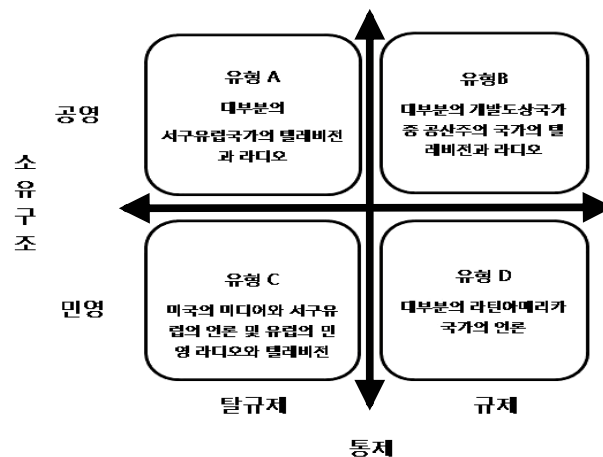 유형 A
대부분의
서구유럽국가의 텔레비전
과 라디오
유형B
대부분의 개발도상국가
중 공산주의 국가의 텔
레비전과 라디오
공영
소
유
구
조
민영
유형 C
미국의 미디어와 서구유
럽의 언론 및 유럽의 민
영 라디오와 텔레비전
유형 D
대부분의 라틴아메리카
국가의 언론
탈규제
규제
통제